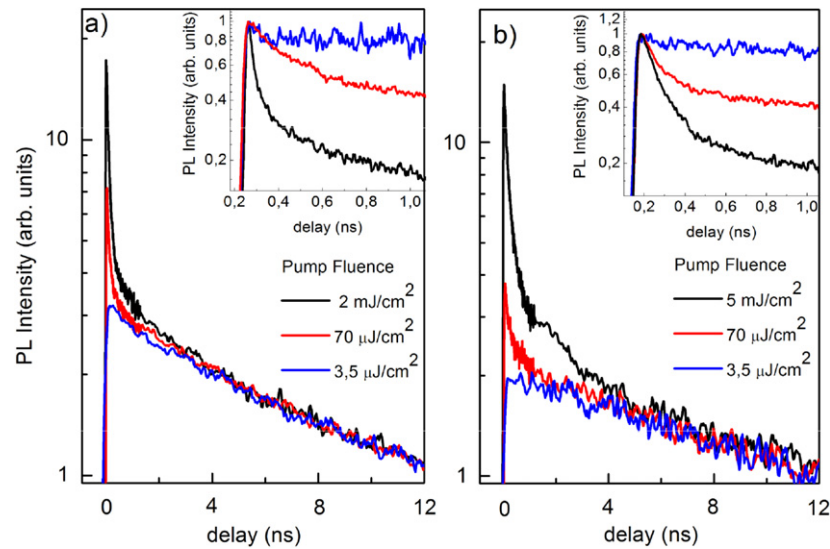 a)
PL Intensity (arb. units)
10
1
0 4 8 12
delay (ns)
PL Intensity (arb. units)
1
0.8
0.6
0.4
0.2
0,2 0,4 0,6 0,8 1,0
delay (ns)
Pump Fluence
2 mJ/cm²
70 μJ/cm²
3,5 μJ/cm²
b)
10
1
0 4 8 12
delay (ns)
PL Intensity (arb. units)
1
0.8
0.6
0.4
0.2
0,2 0,4 0,6 0,8 1,0
delay (ns)
Pump Fluence
5 mJ/cm²
70 μJ/cm²
3,5 μJ/cm²